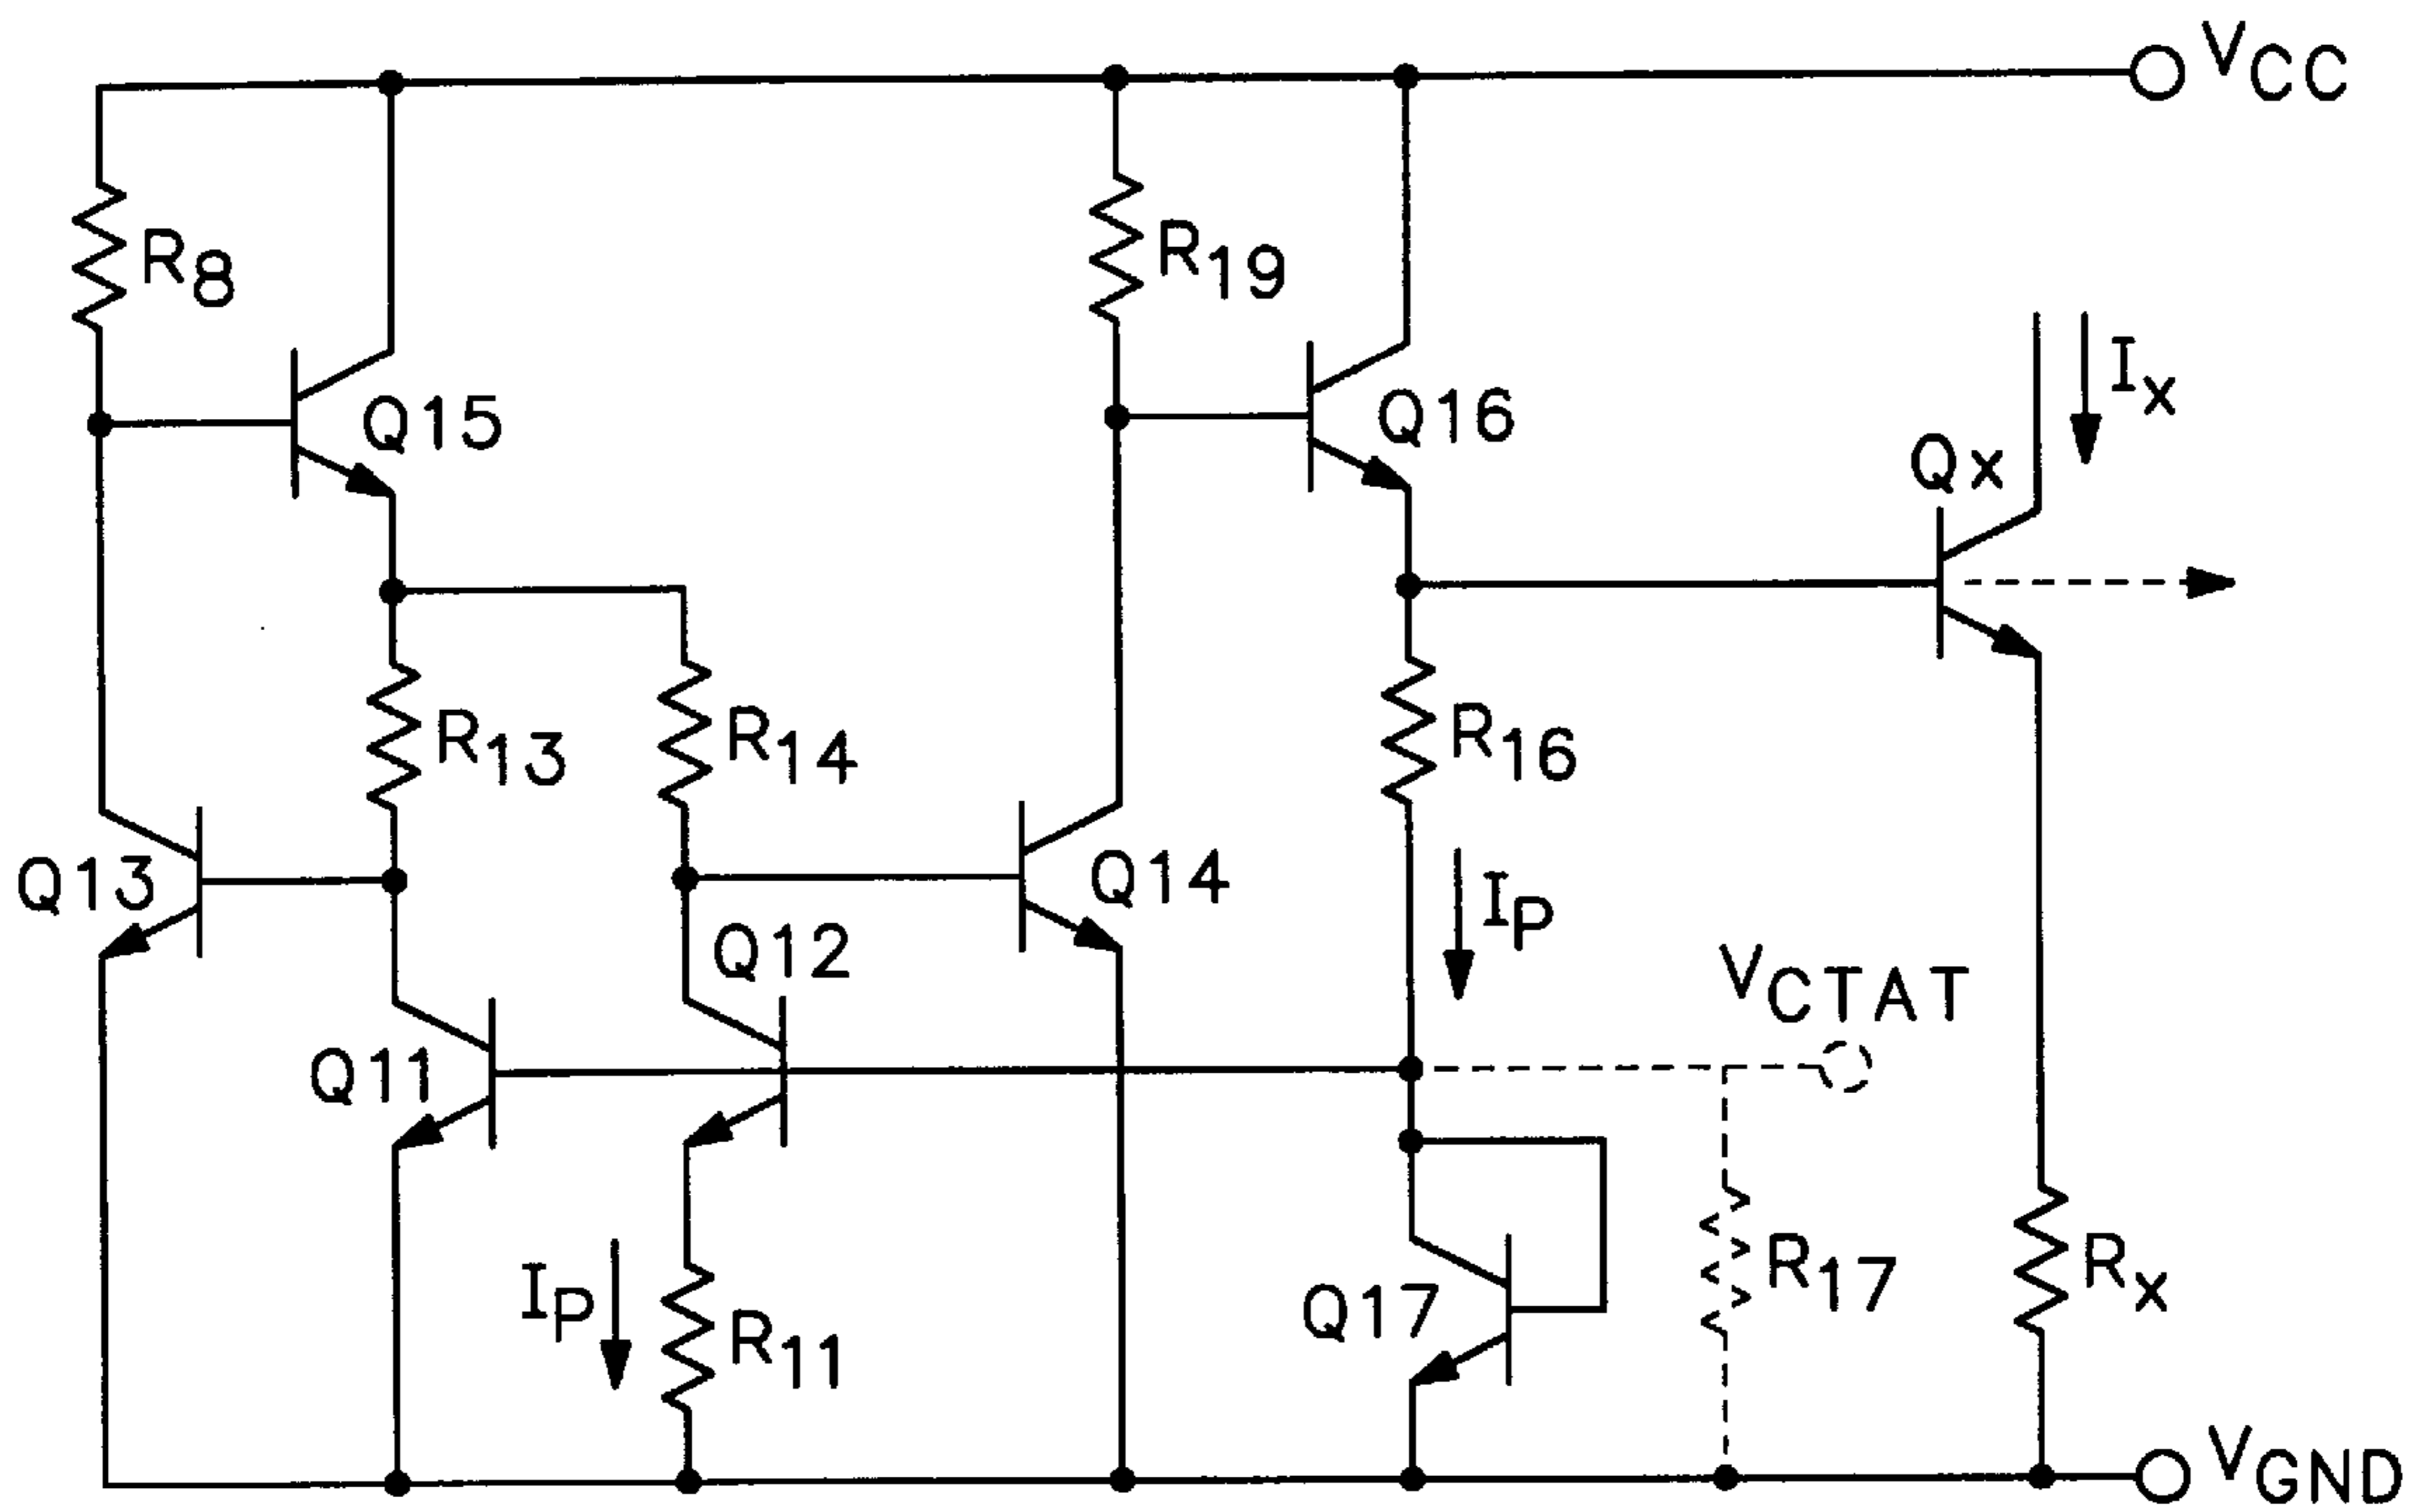 VCC
R8
R19
Ix
Q15
Q16
Qx
R13
R14
R16
Q13
Q14
IP
Q12
VCTAT
Q11
IP
R11
Q17
R17
Rx
VGND